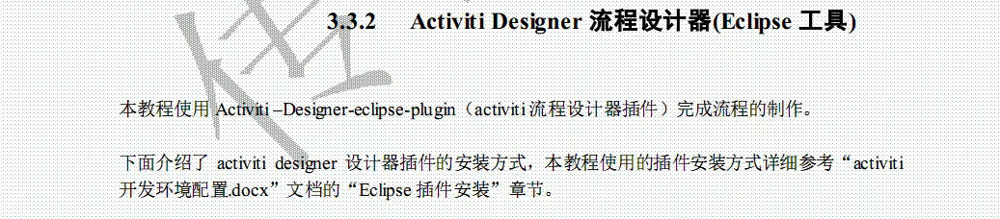 3.3.2 Activiti Designer 流程设计器(Eclipse 工具)
本教程使用 Activiti –Designer-eclipse-plugin（activiti 流程设计器插件）完成流程的制作。
下面介绍了 activiti designer 设计器插件的安装方式，本教程使用的插件安装方式详细参考“activiti
开发环境配置.docx”文档的“Eclipse 插件安装”章节。